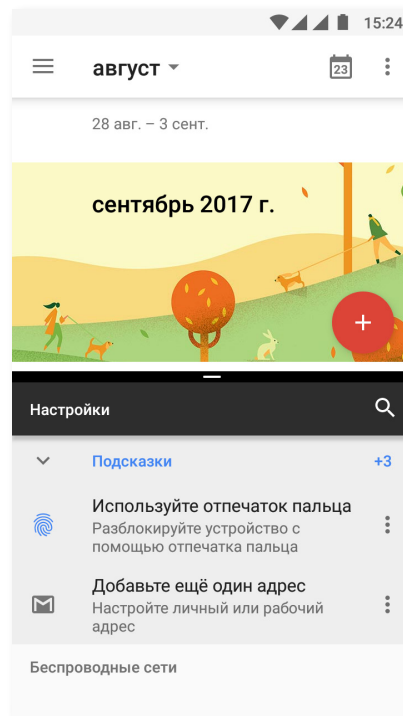 15:24
август
23
28 авг. – 3 сент.
сентябрь 2017 г.
Настройки
Подсказки +3
Используйте отпечаток пальца
Разблокируйте устройство с
помощью отпечатка пальца
Добавьте ещё один адрес
Настройте личный или рабочий
адрес
Беспроводные сети